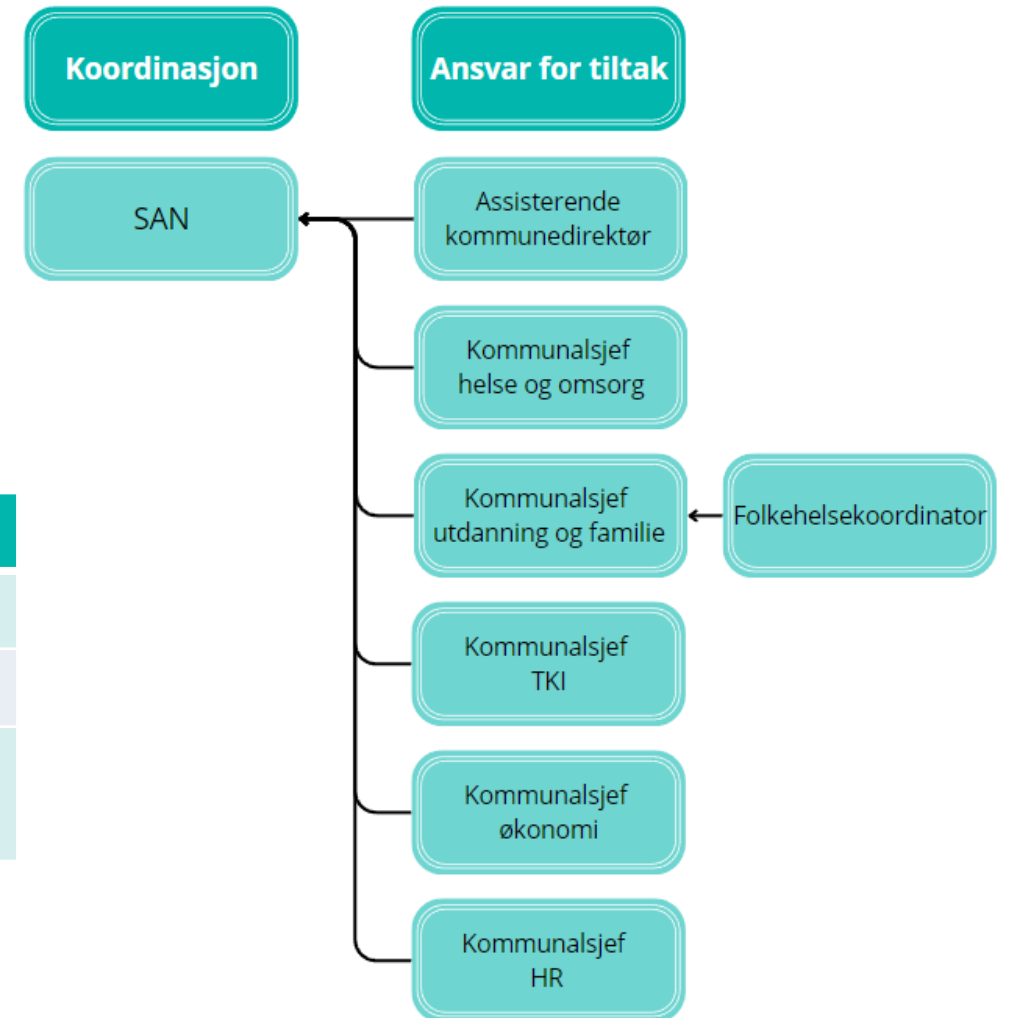 Koordinasjon
Ansvar for tiltak
SAN
Assisterende
kommunedirektør
Kommunalsjef
helse og omsorg
Kommunalsjef
utdanning og familie
Folkehelsekoordinator
Kommunalsjef
TKI
Kommunalsjef
økonomi
Kommunalsjef
HR